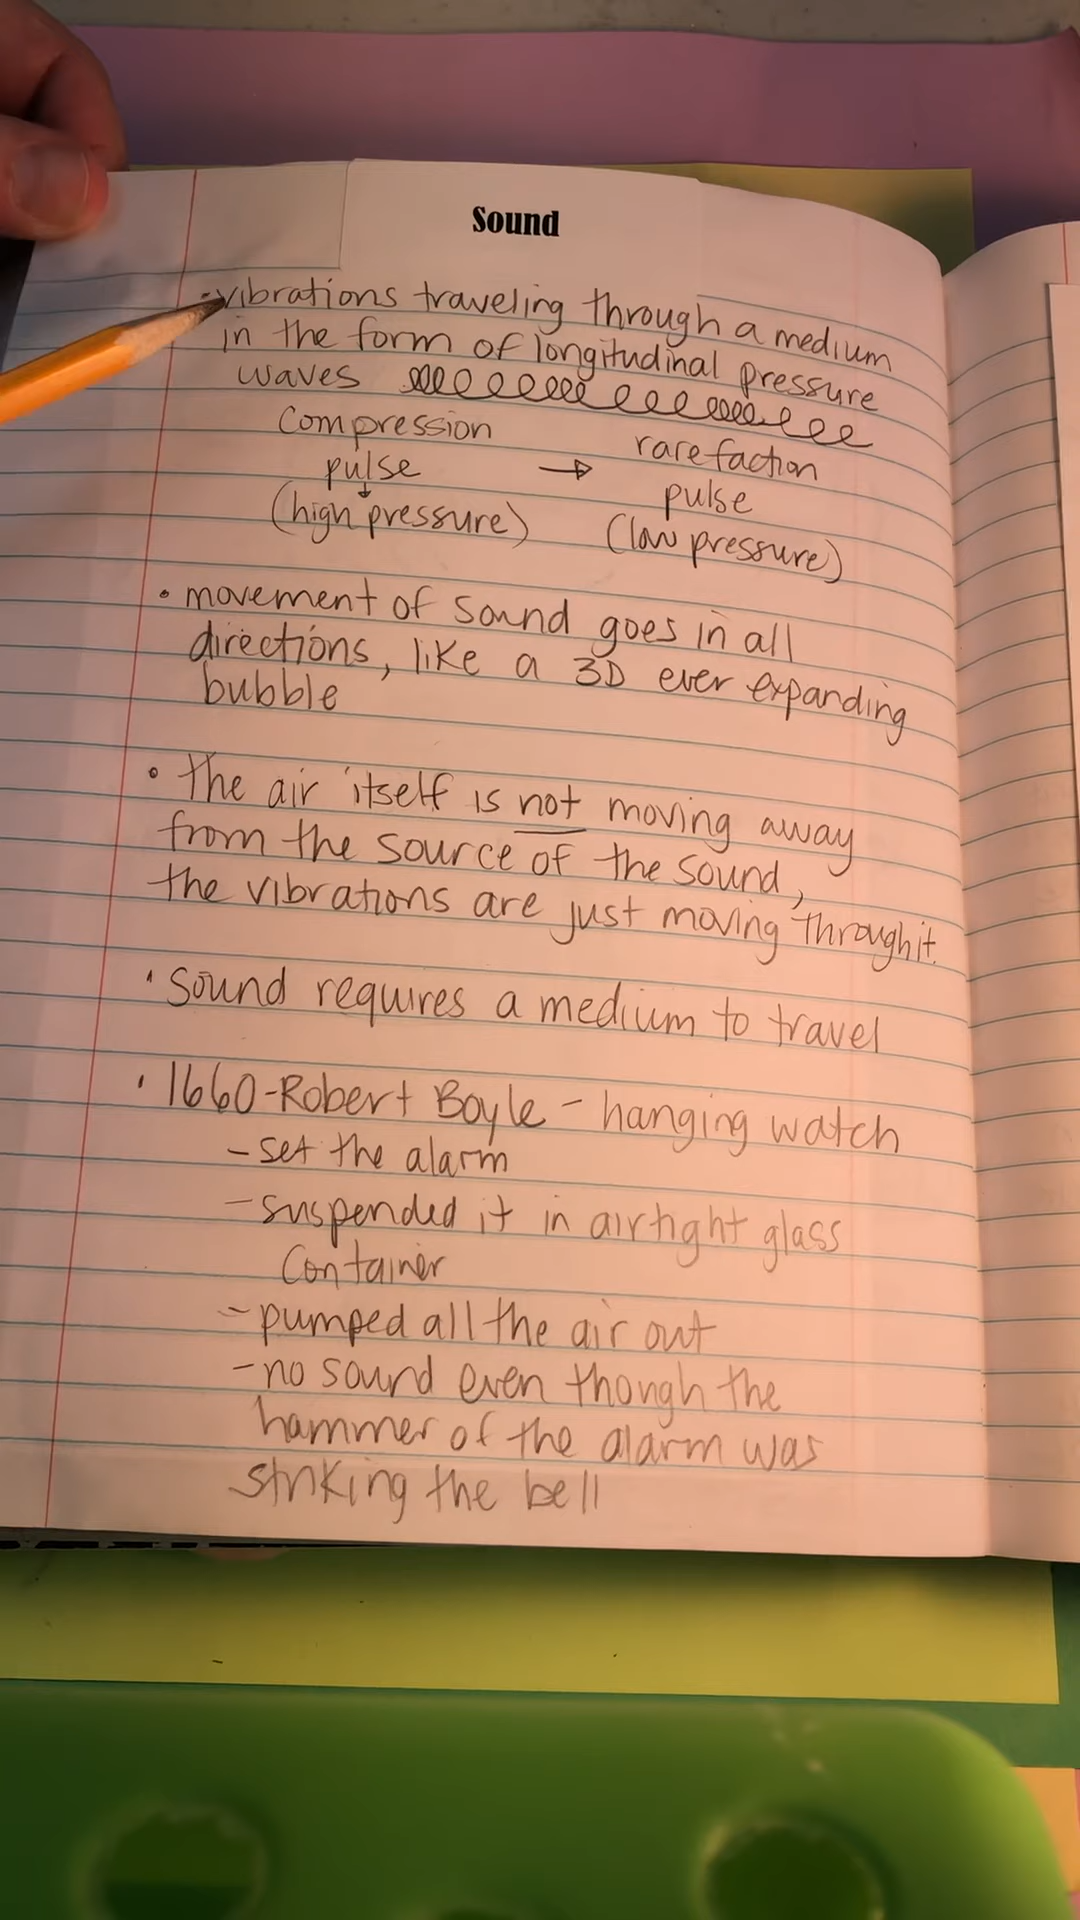 Sound
·vibrations traveling through a medium
in the form of longitudinal pressure
waves
compression → rarefaction
pulse pulse
(high pressure) (low pressure)
• movement of sound goes in all
directions, like a 3D ever expanding
bubble
• the air itself is not moving away
from the source of the sound,
the vibrations are just moving through it.
• Sound requires a medium to travel
• 1660-Robert Boyle - hanging watch
- set the alarm
- suspended it in airtight glass
container
- pumped all the air out
- no sound even though the
hammer of the alarm was
striking the bell